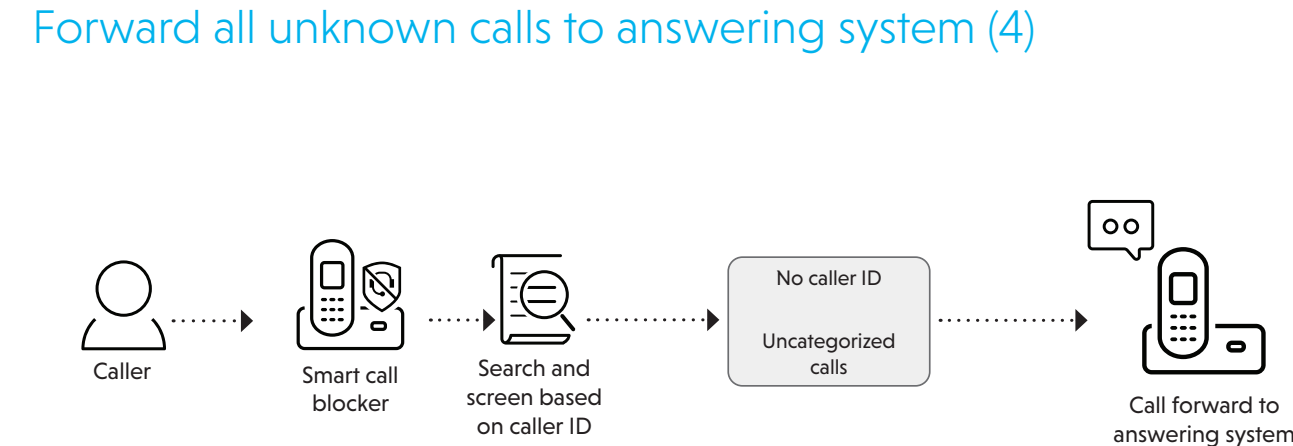 Forward all unknown calls to answering system (4)
Caller
Smart call
blocker
Search and
screen based
on caller ID
No caller ID
Uncategorized
calls
Call forward to
answering system